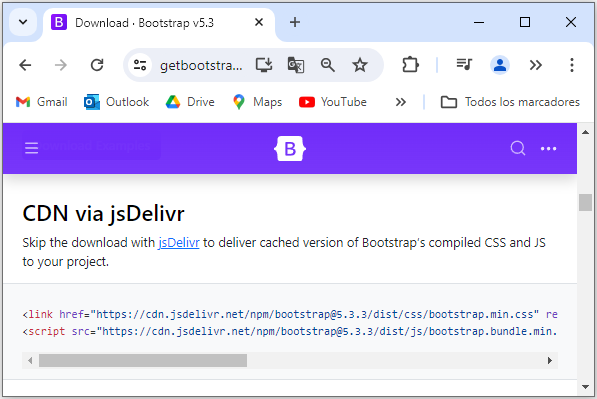 Download · Bootstrap v5.3
getbootstra...
Gmail Outlook Drive Maps YouTube Todos los marcadores
B
CDN via jsDelivr
Skip the download with jsDelivr to deliver cached version of Bootstrap's compiled CSS and JS
to your project.
<link href="https://cdn.jsdelivr.net/npm/bootstrap@5.3.3/dist/css/bootstrap.min.css" re
<script src="https://cdn.jsdelivr.net/npm/bootstrap@5.3.3/dist/js/bootstrap.bundle.min.